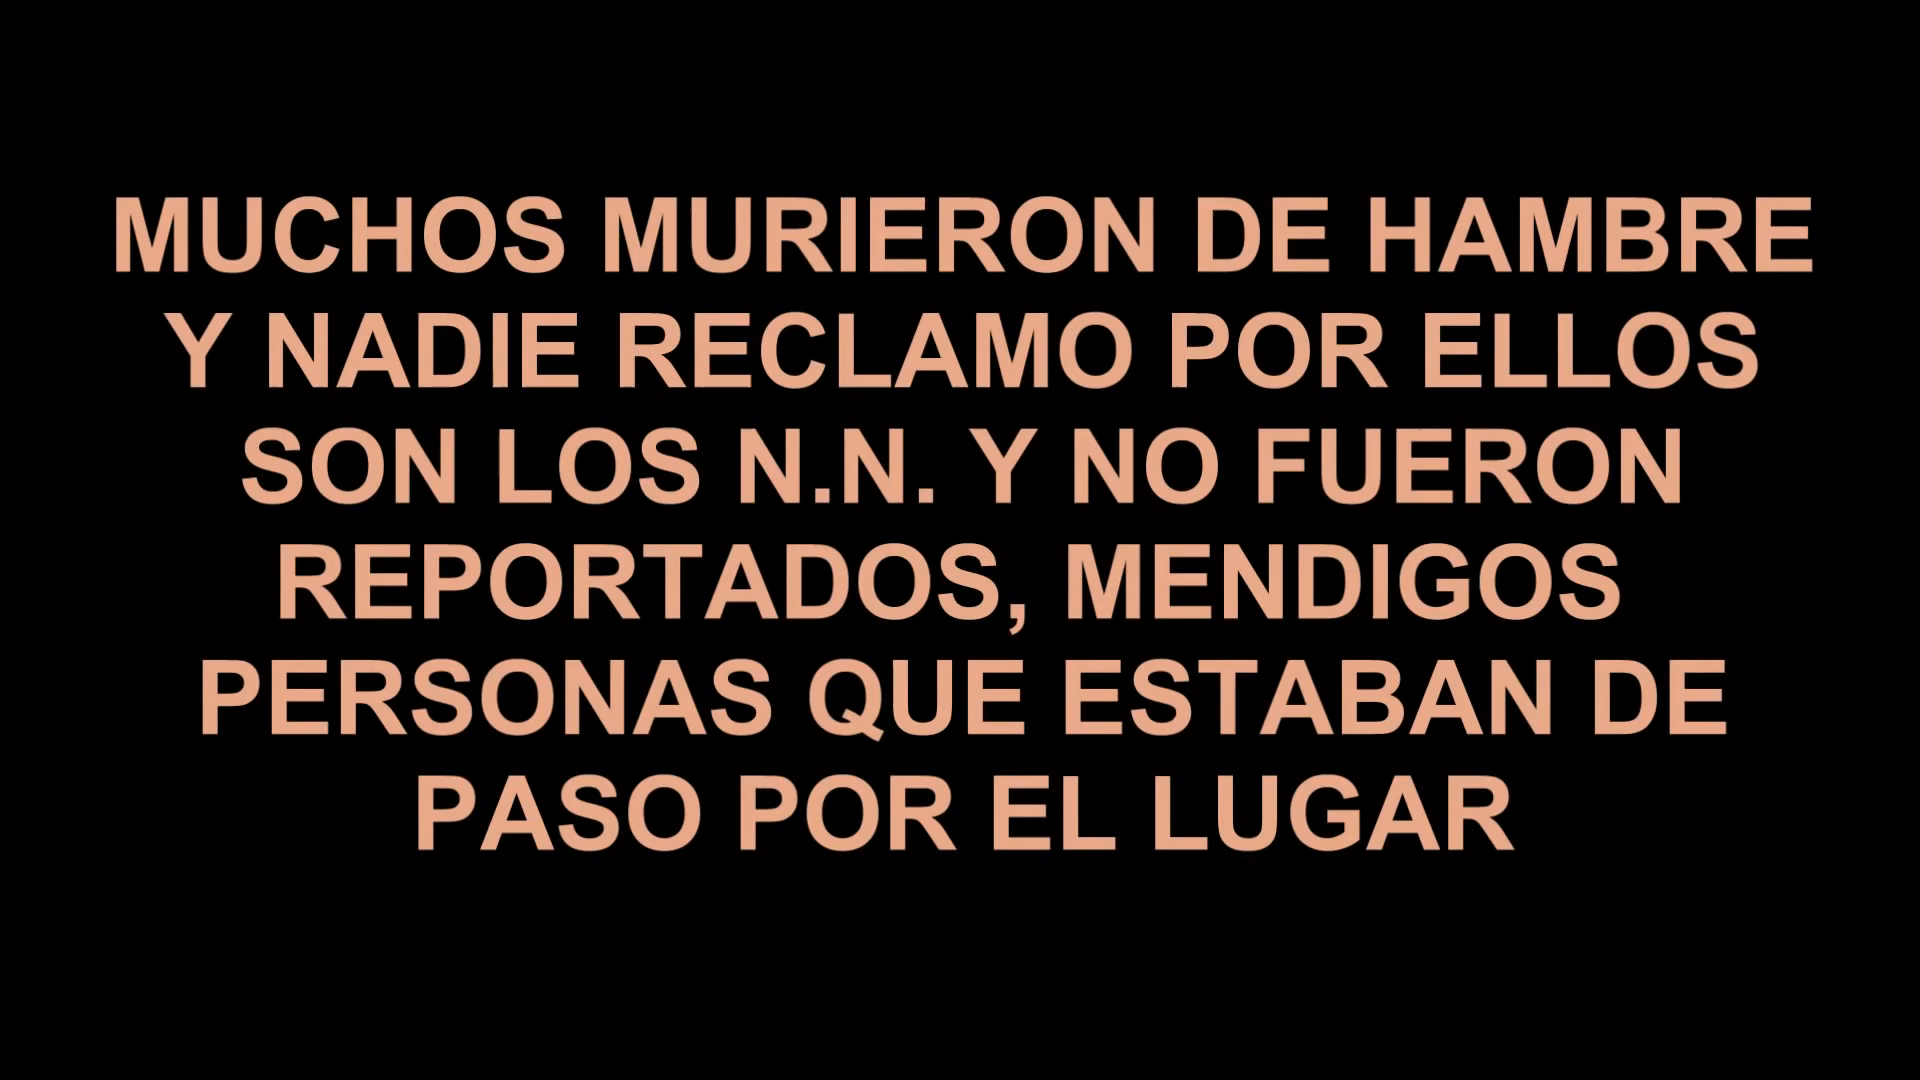 MUCHOS MURIERON DE HAMBRE
Y NADIE RECLAMO POR ELLOS
SON LOS N.N. Y NO FUERON
REPORTADOS, MENDIGOS
PERSONAS QUE ESTABAN DE
PASO POR EL LUGAR